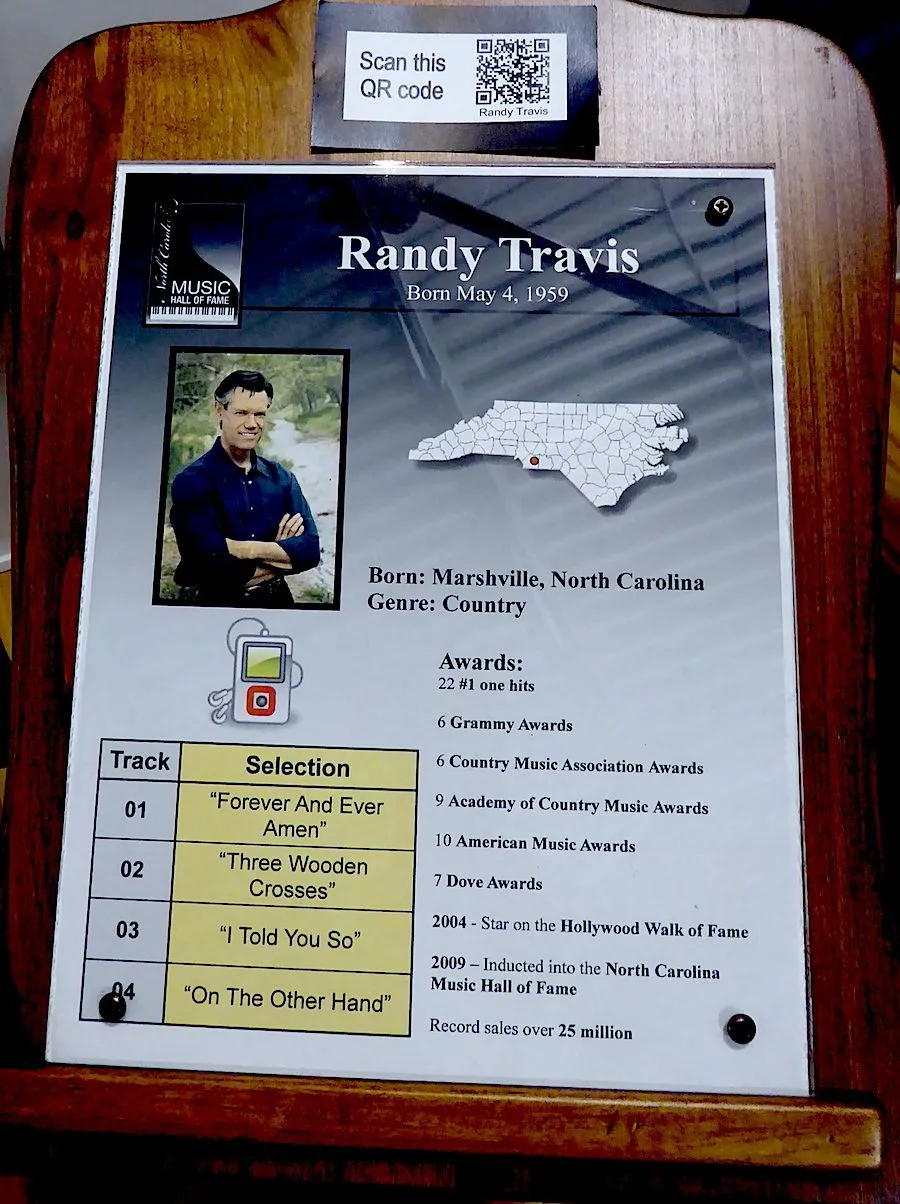 Scan this
QR code
Randy Travis
North Carolina
MUSIC
HALL OF FAME
Randy Travis
Born May 4, 1959
Born: Marshville, North Carolina
Genre: Country
Awards:
22 #1 one hits
6 Grammy Awards
6 Country Music Association Awards
9 Academy of Country Music Awards
10 American Music Awards
7 Dove Awards
2004 - Star on the Hollywood Walk of Fame
2009 – Inducted into the North Carolina
Music Hall of Fame
Record sales over 25 million
Track Selection
01 “Forever And Ever
Amen”
02 “Three Wooden
Crosses”
03 “I Told You So”
04 “On The Other Hand”